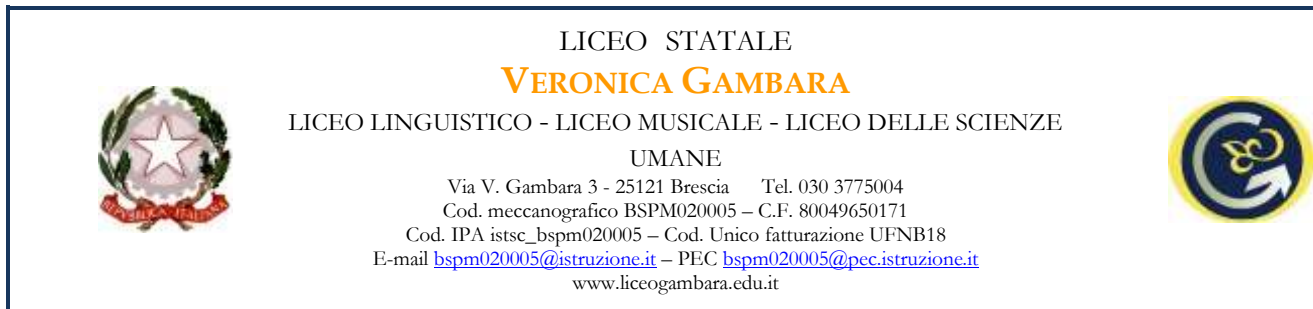 LICEO STATALE
VERONICA GAMBARA
LICEO LINGUISTICO - LICEO MUSICALE - LICEO DELLE SCIENZE
UMANE
Via V. Gambara 3 - 25121 Brescia Tel. 030 3775004
Cod. meccanografico BSPM020005 – C.F. 80049650171
Cod. IPA istsc_bspm020005 – Cod. Unico fatturazione UFNB18
E-mail bspm020005@istruzione.it – PEC bspm020005@pec.istruzione.it
www.liceogambara.edu.it
REPVBBLICA ITALIANA